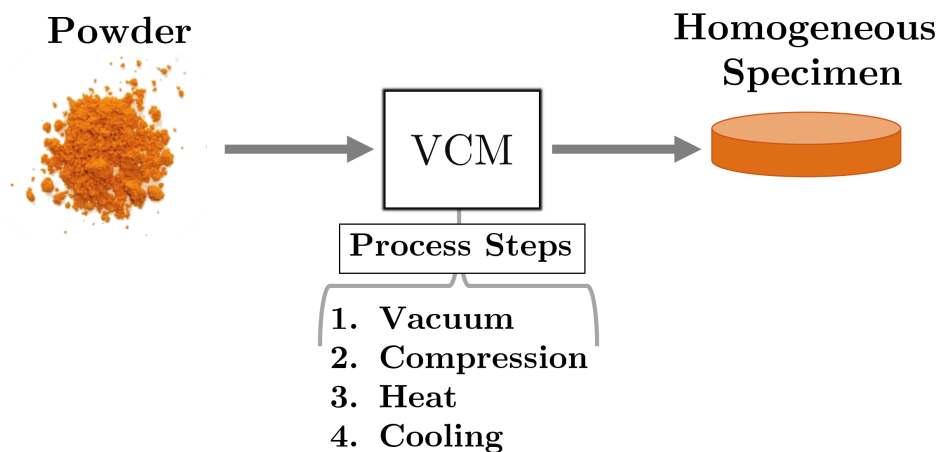 Powder
Homogeneous
Specimen
VCM
Process Steps
1. Vacuum
2. Compression
3. Heat
4. Cooling